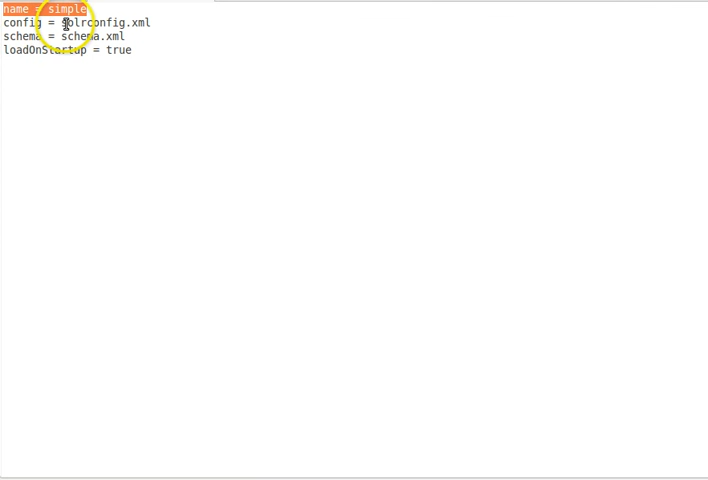 name = simple
config = solrconfig.xml
schema = schema.xml
loadOnStartup = true